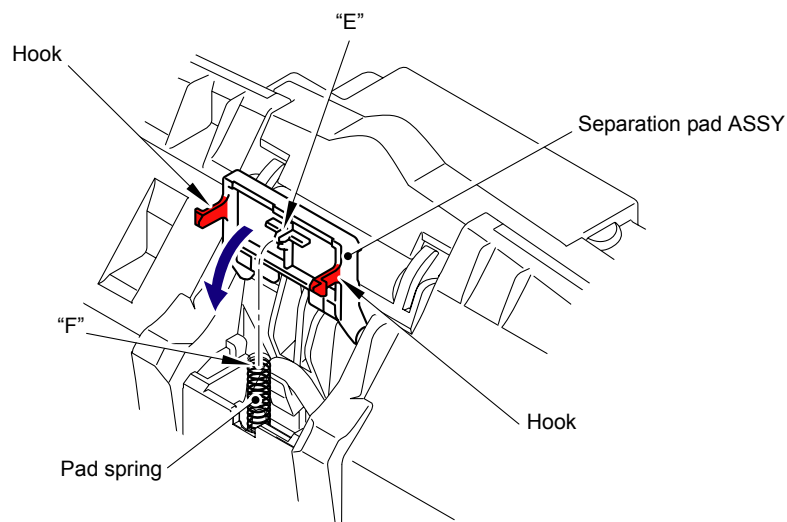 “E”
Hook
Separation pad ASSY
“F”
Hook
Pad spring